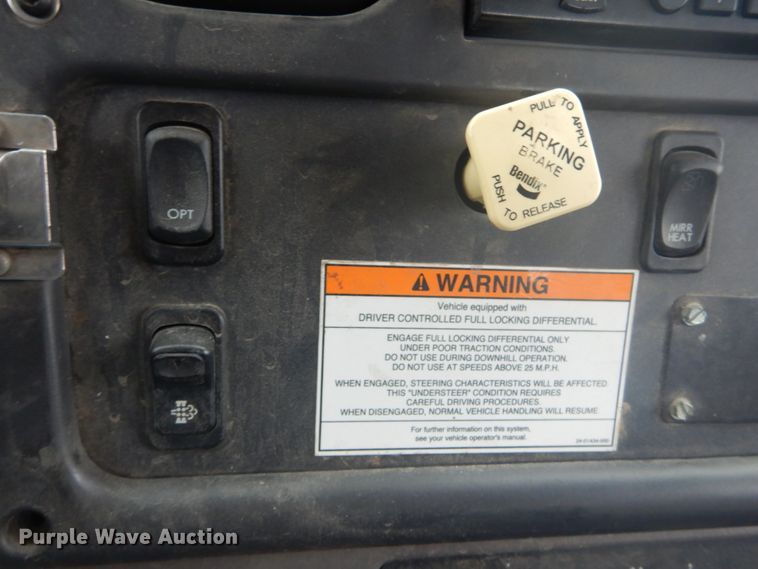 PULL TO APPLY
PARKING
BRAKE
Bendix
PUSH TO RELEASE
OPT
MIRR
HEAT
WARNING
Vehicle equipped with
DRIVER CONTROLLED FULL LOCKING DIFFERENTIAL.
ENGAGE FULL LOCKING DIFFERENTIAL ONLY
UNDER POOR TRACTION CONDITIONS.
DO NOT USE DURING DOWNHILL OPERATION.
DO NOT USE AT SPEEDS ABOVE 25 M.P.H.
WHEN ENGAGED, STEERING CHARACTERISTICS WILL BE AFFECTED.
THIS "UNDERSTEER" CONDITION REQUIRES
CAREFUL DRIVING PROCEDURES.
WHEN DISENGAGED, NORMAL VEHICLE HANDLING WILL RESUME
For further information on this system,
see your vehicle operator's manual.
Purple Wave Auction